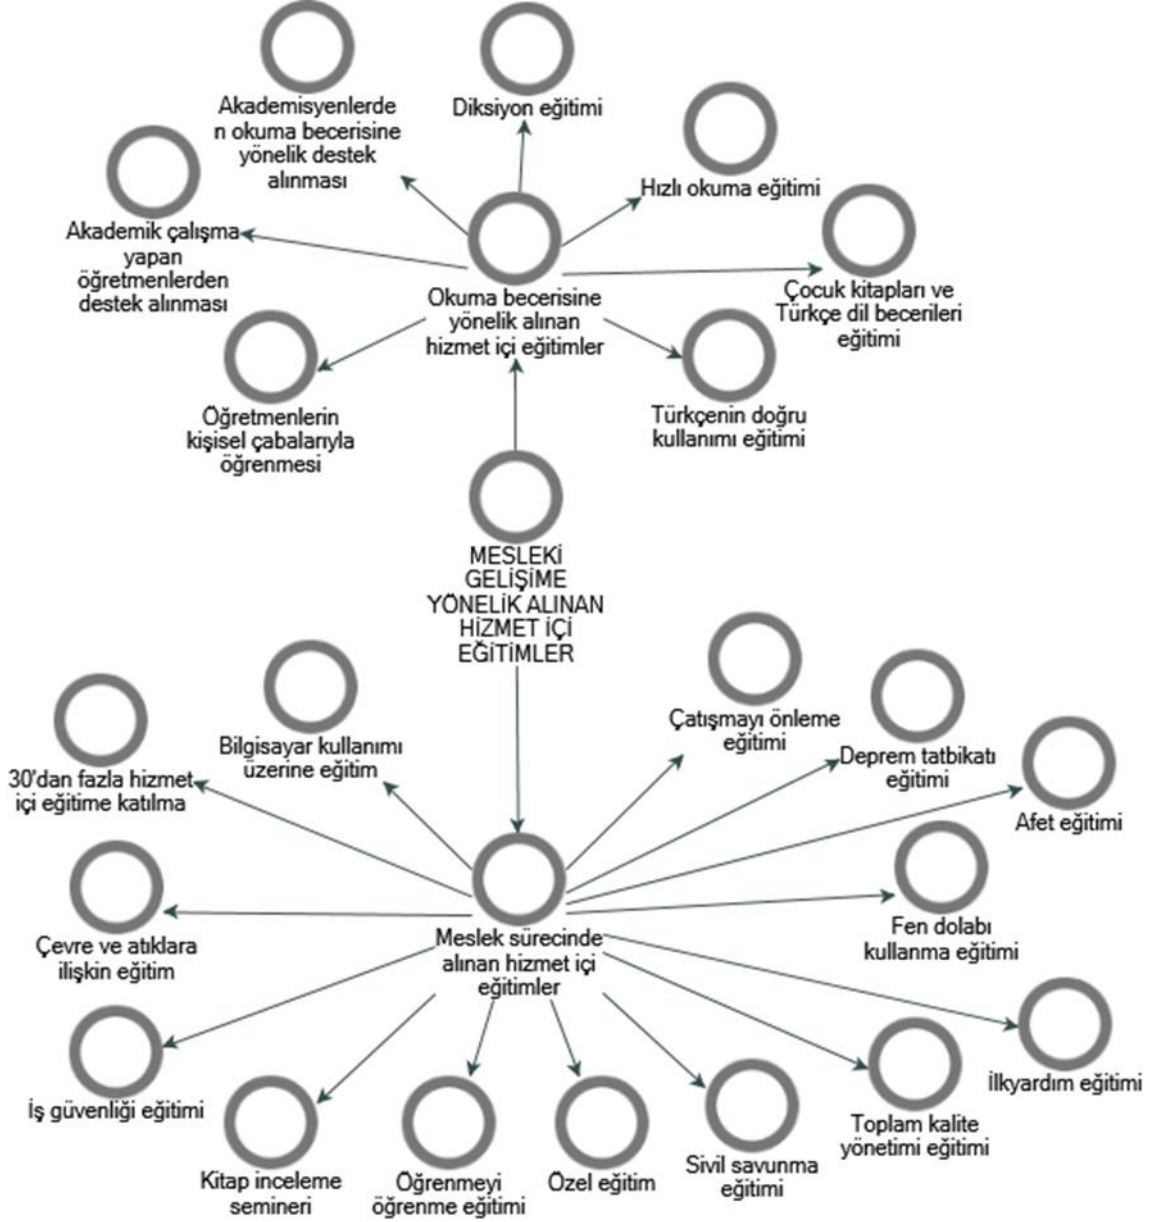 Akademisyenlerde
n okuma becerisine
yönelik destek
alınması
Diksiyon eğitimi
Hızlı okuma eğitimi
Akademik çalışma
yapan
öğretmenlerden
destek alınması
Çocuk kitapları ve
Türkçe dil becerileri
eğitimi
Okuma becerisine
yönelik alınan
hizmet içi eğitimler
Öğretmenlerin
kişisel çabalarıyla
öğrenmesi
Türkçenin doğru
kullanımı eğitimi
MESLEKİ
GELİŞİME
YÖNELİK ALINAN
HİZMET İÇİ
EĞİTİMLER
Bilgisayar kullanımı
üzerine eğitim
Çatışmayı önleme
eğitimi
Deprem tatbikatı
eğitimi
30'dan fazla hizmet
içi eğitime katılma
Afet eğitimi
Çevre ve atıklara
ilişkin eğitim
Meslek sürecinde
alınan hizmet içi
eğitimler
Fen dolabı
kullanma eğitimi
İş güvenliği eğitimi
İlkyardım eğitimi
Toplam kalite
yönetimi eğitimi
Kitap inceleme
semineri
Öğrenmeyi
öğrenme eğitimi
Özel eğitim
Sivil savunma
eğitimi